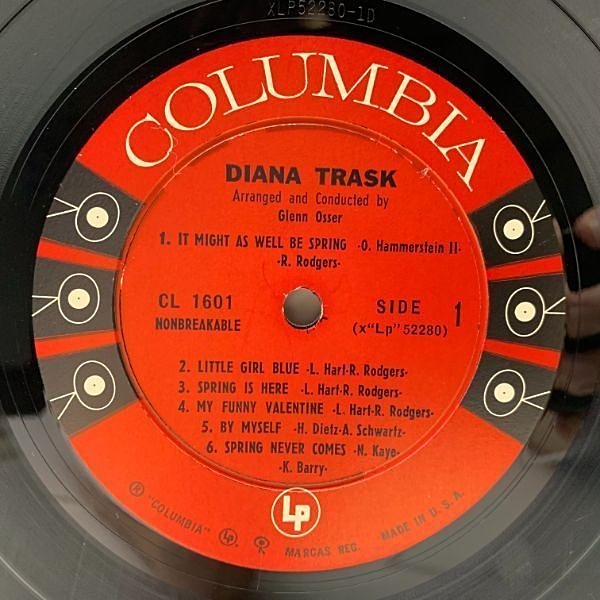 XLP52280-1D
COLUMBIA
DIANA TRASK
Arranged and Conducted by
Glenn Osser
1. IT MIGHT AS WELL BE SPRING -O. Hammerstein II-
-R. Rodgers-
CL 1601
NONBREAKABLE
SIDE 1
(x"Lp" 52280)
2. LITTLE GIRL BLUE -L. Hart-R. Rodgers-
3. SPRING IS HERE -L. Hart-R. Rodgers-
4. MY FUNNY VALENTINE -L. Hart-R. Rodgers-
5. BY MYSELF -H. Dietz-A. Schwartz-
6. SPRING NEVER COMES -N. Kaye-
-K. Barry-
Lp
® "COLUMBIA" Lp ® MARCAS REG. MADE IN U.S.A.